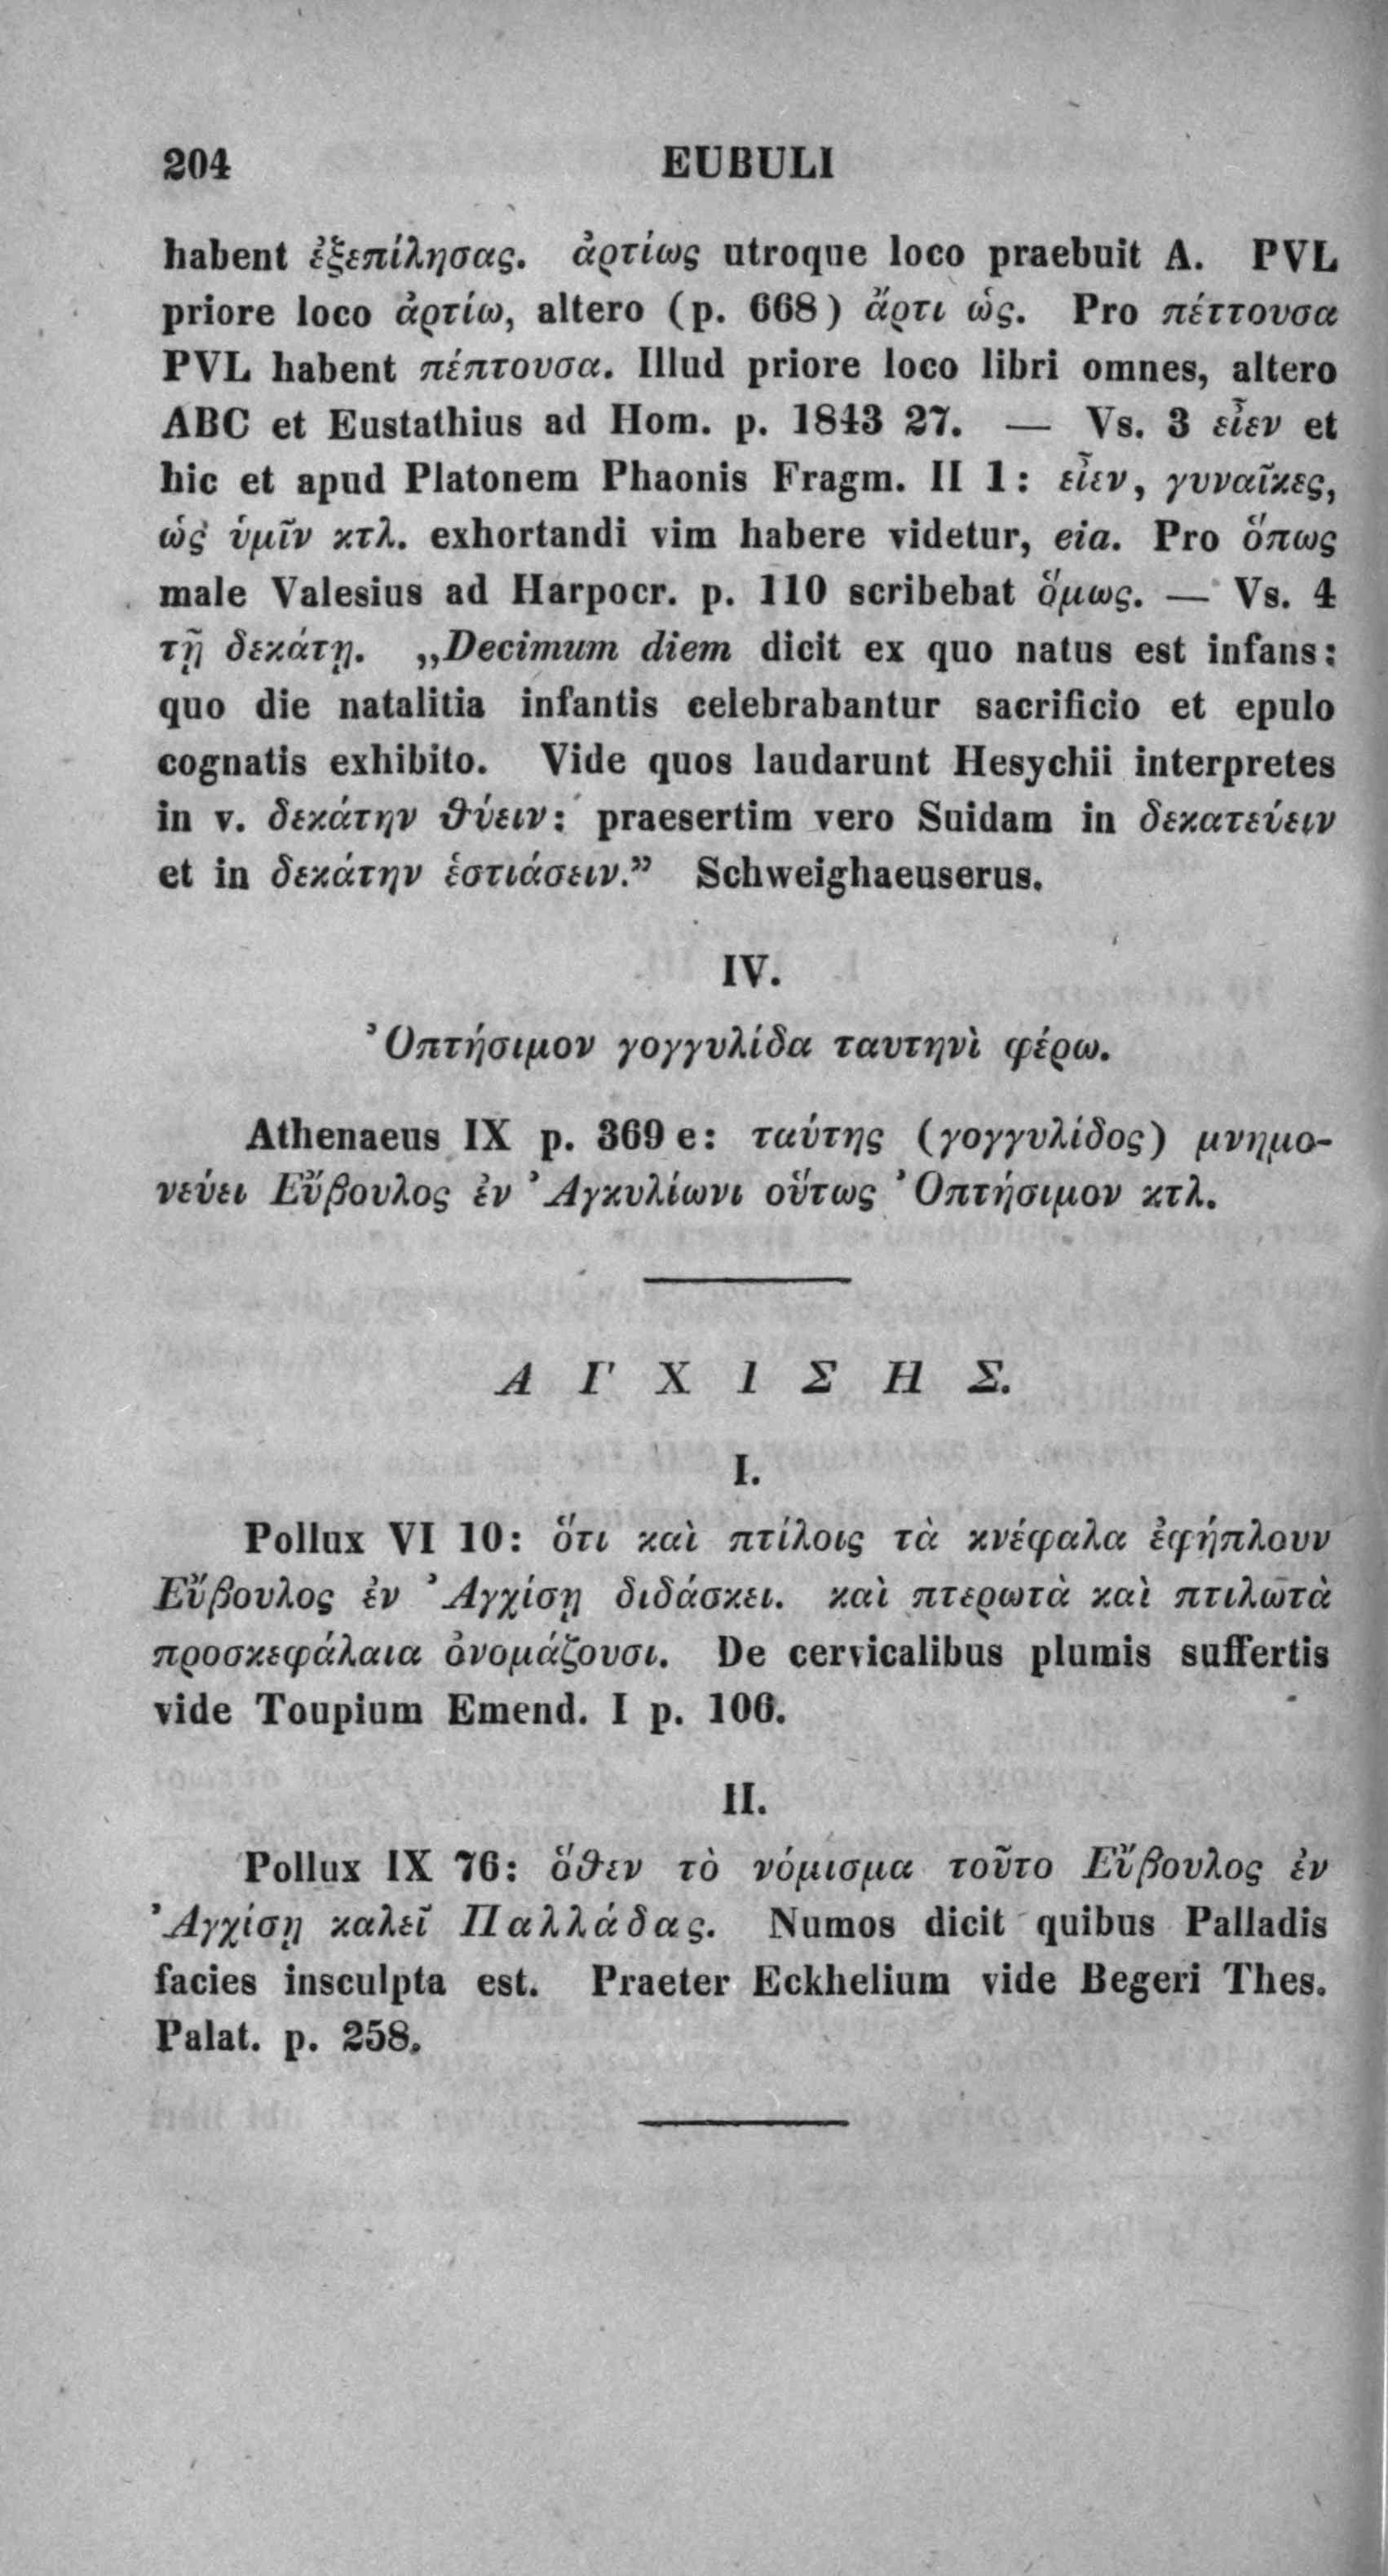 204 EUBULI
habent ἐξεπίλησας. ἀρτίως utroque loco praebuit A. PVL
priore loco ἀρτίω, altero (p. 668) ἄρτι ὡς. Pro πέττουσα
PVL habent πέπτουσα. Illud priore loco libri omnes, altero
ABC et Eustathius ad Hom. p. 1843 27. — Vs. 3 εἶεν et
hic et apud Platonem Phaonis Fragm. II 1: εἶεν, γυναῖκες,
ὡς ὑμῖν κτλ. exhortandi vim habere videtur, eia. Pro ὅπως
male Valesius ad Harpocr. p. 110 scribebat ὅμως. — Vs. 4
τῇ δεκάτῃ. „Decimum diem dicit ex quo natus est infans:
quo die natalitia infantis celebrabantur sacrificio et epulo
cognatis exhibito. Vide quos laudarunt Hesychii interpretes
in v. δεκάτην ϑύειν: praesertim vero Suidam in δεκατεύειν
et in δεκάτην ἑστιάσειν.” Schweighaeuserus.
IV.
Ὀπτήσιμον γογγυλίδα ταυτηνὶ φέρω.
Athenaeus IX p. 369 e: ταύτης (γογγυλίδος) μνημο-
νεύει Εὔβουλος ἐν Ἀγκυλίωνι οὕτως Ὀπτήσιμον κτλ.
Α Γ Χ Ι Σ Η Σ.
I.
Pollux VI 10: ὅτι καὶ πτίλοις τὰ κνέφαλα ἐφήπλουν
Εὔβουλος ἐν Ἀγχίσῃ διδάσκει. καὶ πτερωτὰ καὶ πτιλωτὰ
προσκεφάλαια ὀνομάζουσι. De cervicalibus plumis suffertis
vide Toupium Emend. I p. 106.
II.
Pollux IX 76: ὅϑεν τὸ νόμισμα τοῦτο Εὔβουλος ἐν
Ἀγχίσῃ καλεῖ Παλλάδας. Numos dicit quibus Palladis
facies insculpta est. Praeter Eckhelium vide Begeri Thes.
Palat. p. 258.